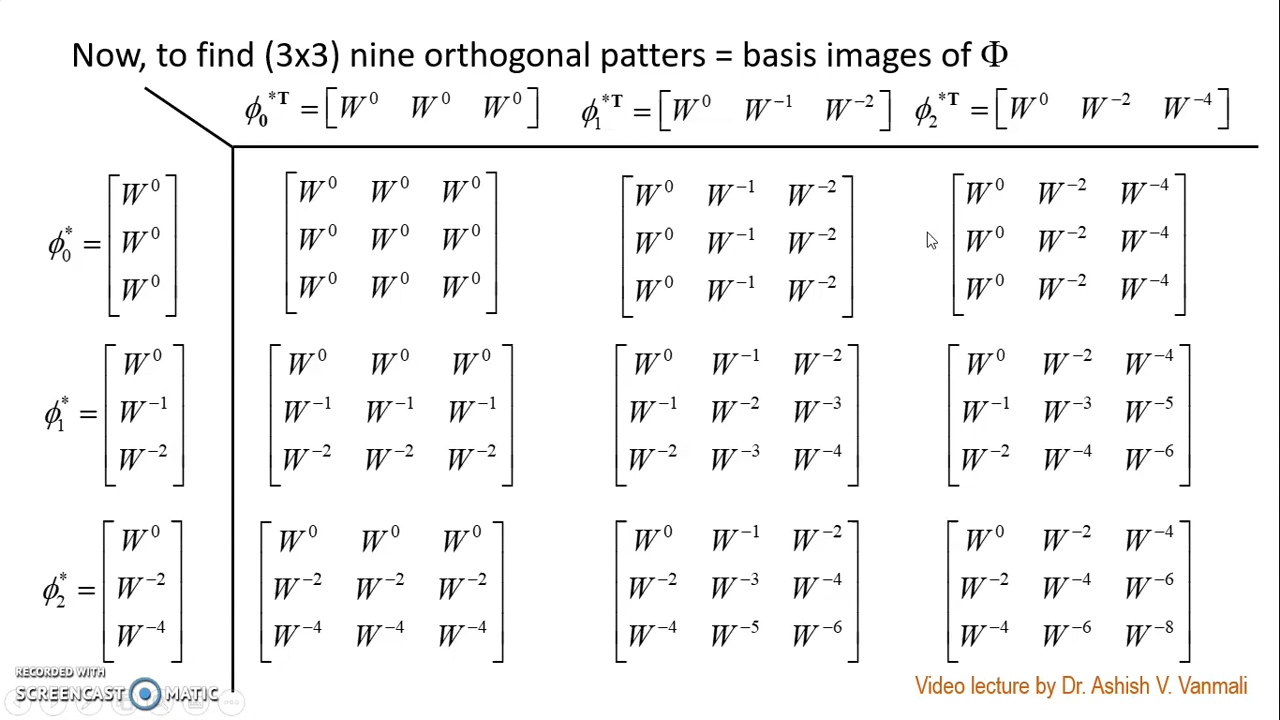 Now, to find (3x3) nine orthogonal patters = basis images of Φ
ϕ₀*ᵀ = [W⁰ W⁰ W⁰] ϕ₁*ᵀ = [W⁰ W⁻¹ W⁻²] ϕ₂*ᵀ = [W⁰ W⁻² W⁻⁴]
W⁰ W⁰ W⁰ W⁰ W⁰ W⁻¹ W⁻² W⁰ W⁻² W⁻⁴
ϕ₀* = W⁰ W⁰ W⁰ W⁰ W⁰ W⁻¹ W⁻² W⁰ W⁻² W⁻⁴
W⁰ W⁰ W⁰ W⁰ W⁰ W⁻¹ W⁻² W⁰ W⁻² W⁻⁴
W⁰ W⁰ W⁰ W⁰ W⁰ W⁻¹ W⁻² W⁰ W⁻² W⁻⁴
ϕ₁* = W⁻¹ W⁻¹ W⁻¹ W⁻¹ W⁻¹ W⁻² W⁻³ W⁻¹ W⁻³ W⁻⁵
W⁻² W⁻² W⁻² W⁻² W⁻² W⁻³ W⁻⁴ W⁻² W⁻⁴ W⁻⁶
W⁰ W⁰ W⁰ W⁰ W⁰ W⁻¹ W⁻² W⁰ W⁻² W⁻⁴
ϕ₂* = W⁻² W⁻² W⁻² W⁻² W⁻² W⁻³ W⁻⁴ W⁻² W⁻⁴ W⁻⁶
W⁻⁴ W⁻⁴ W⁻⁴ W⁻⁴ W⁻⁴ W⁻⁵ W⁻⁶ W⁻⁴ W⁻⁶ W⁻⁸
RECORDED WITH
SCREENCAST MATIC
Video lecture by Dr. Ashish V. Vanmali